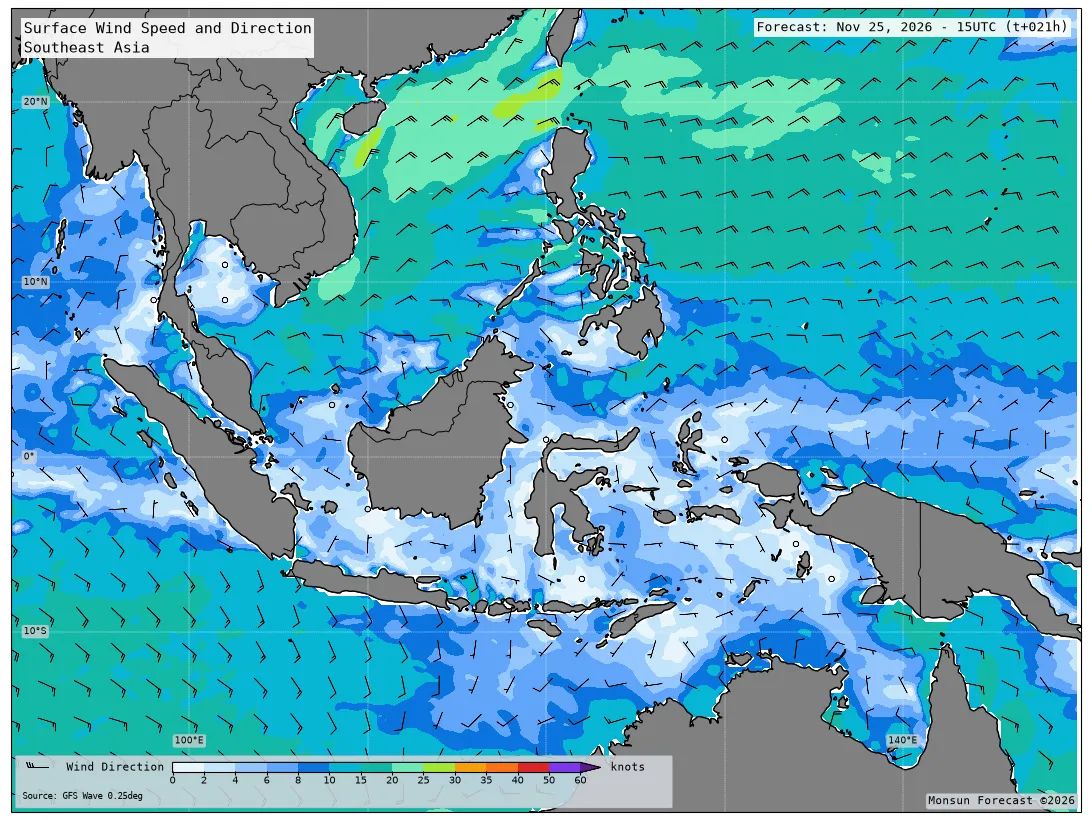 Surface Wind Speed and Direction
Southeast Asia
Forecast: Nov 25, 2026 - 15UTC (t+021h)
20°N
10°N
0°
10°S
100°E
140°E
Wind Direction
0 2 4 6 8 10 15 20 25 30 35 40 50 60
knots
Source: GFS Wave 0.25deg
Monsun Forecast ©2026